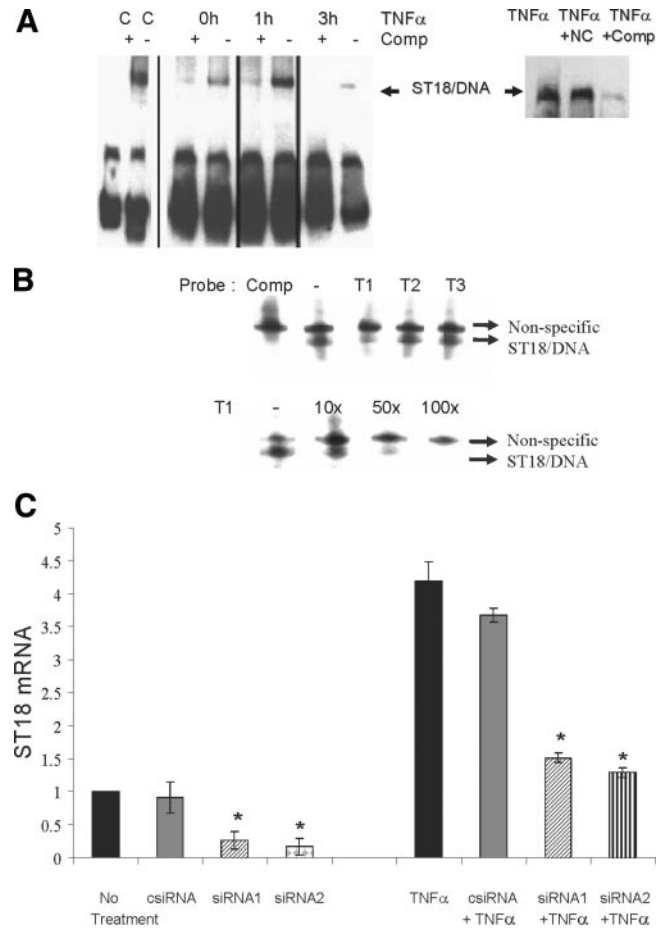 A
C C 0h 1h 3h TNFα
+ - + - + - + - Comp
TNFα TNFα TNFα
+NC +Comp
ST18/DNA
B
Probe : Comp - T1 T2 T3
Non-specific
ST18/DNA
T1 - 10x 50x 100x
Non-specific
ST18/DNA
C
ST18 mRNA
5
4.5
4
3.5
3
2.5
2
1.5
1
0.5
0
* * * *
No Treatment
csiRNA
siRNA1
siRNA2
TNFα
csiRNA + TNFα
siRNA1 +TNFα
siRNA2 +TNFα